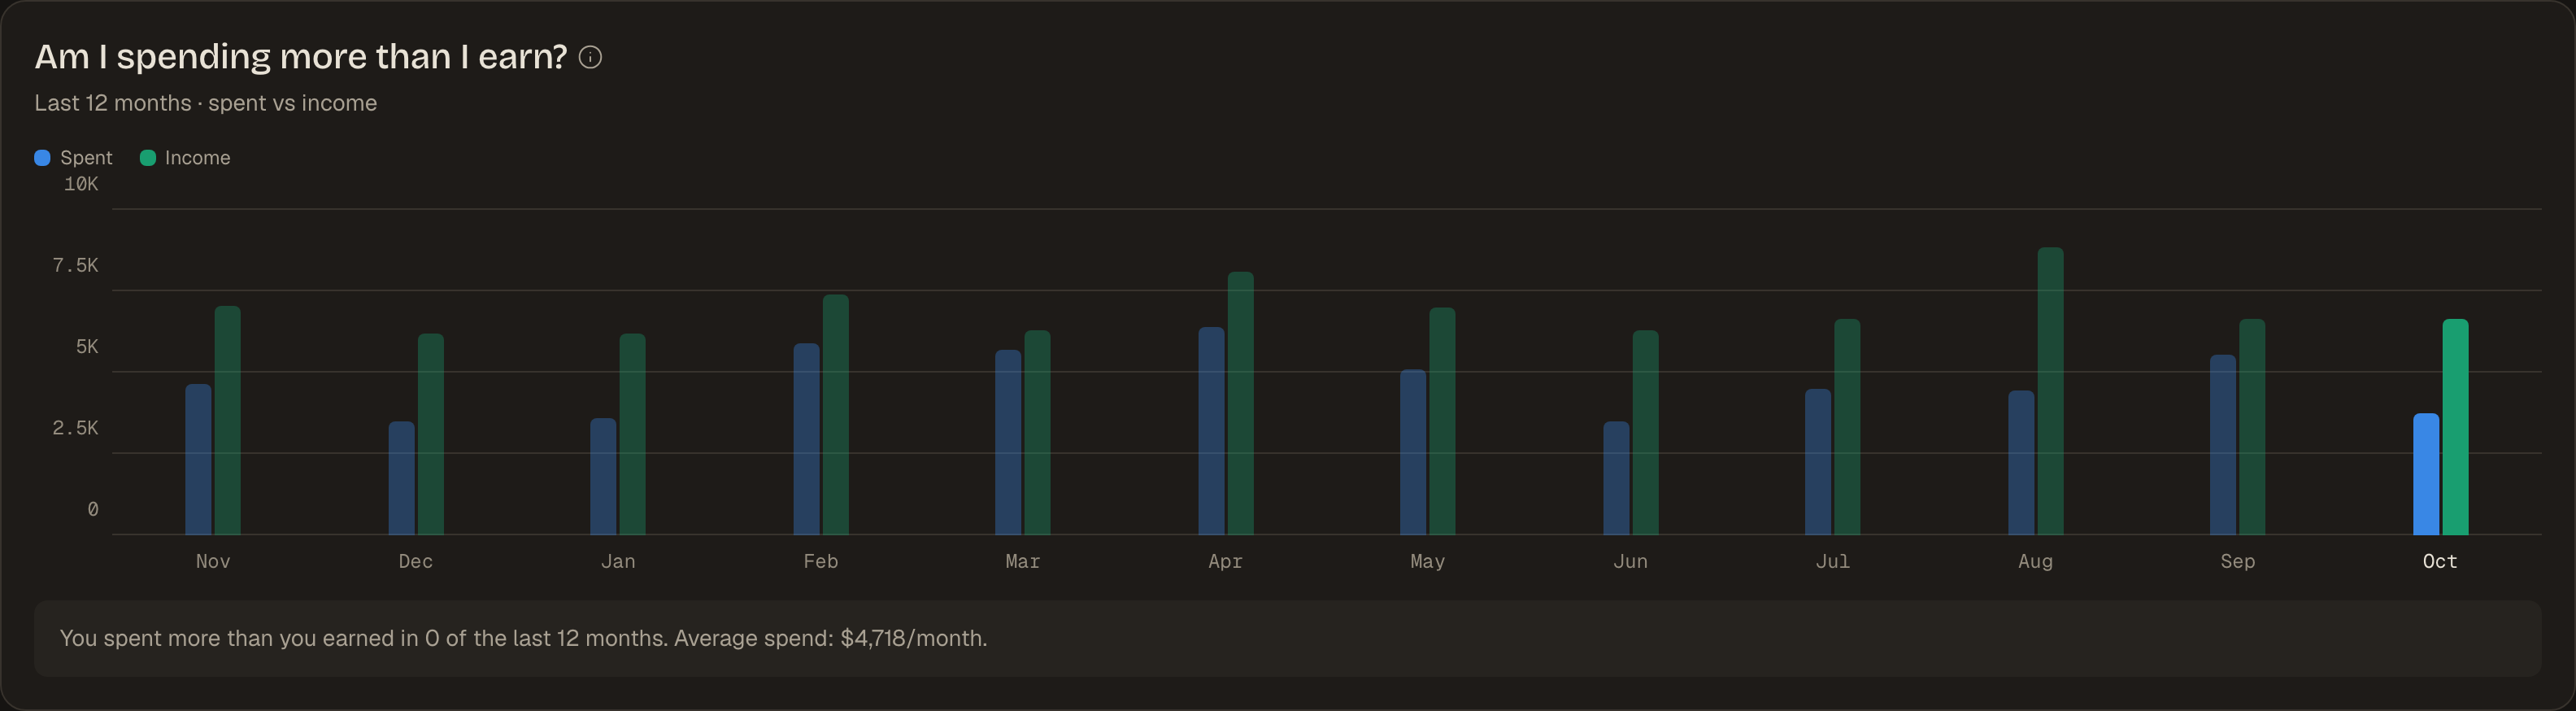 Am I spending more than I earn?
Last 12 months · spent vs income
Spent Income
10K
7.5K
5K
2.5K
0
Nov Dec Jan Feb Mar Apr May Jun Jul Aug Sep Oct
You spent more than you earned in 0 of the last 12 months. Average spend: $4,718/month.